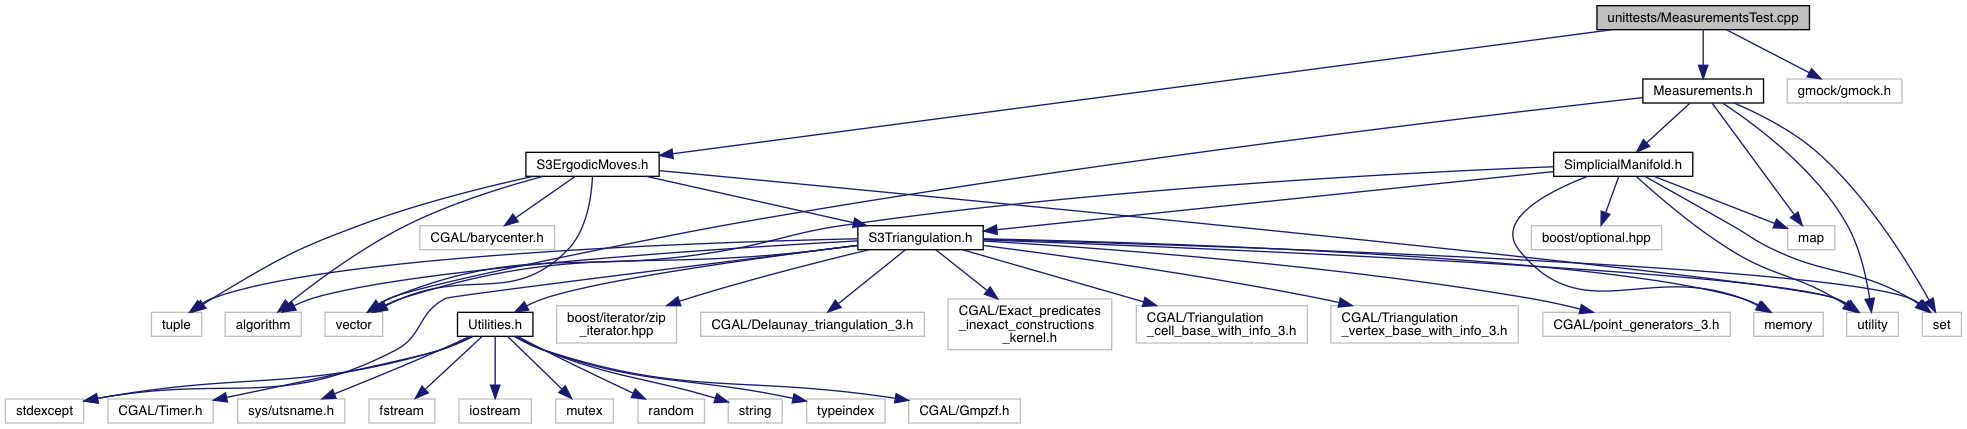 unittests/MeasurementsTest.cpp
Measurements.h
gmock/gmock.h
S3ErgodicMoves.h
SimplicialManifold.h
CGAL/barycenter.h
S3Triangulation.h
boost/optional.hpp
map
tuple
algorithm
vector
Utilities.h
boost/iterator/zip
_iterator.hpp
CGAL/Delaunay_triangulation_3.h
CGAL/Exact_predicates
_inexact_constructions
_kernel.h
CGAL/Triangulation
_cell_base_with_info_3.h
CGAL/Triangulation
_vertex_base_with_info_3.h
CGAL/point_generators_3.h
memory
utility
set
stdexcept
CGAL/Timer.h
sys/utsname.h
fstream
iostream
mutex
random
string
typeindex
CGAL/Gmpzf.h